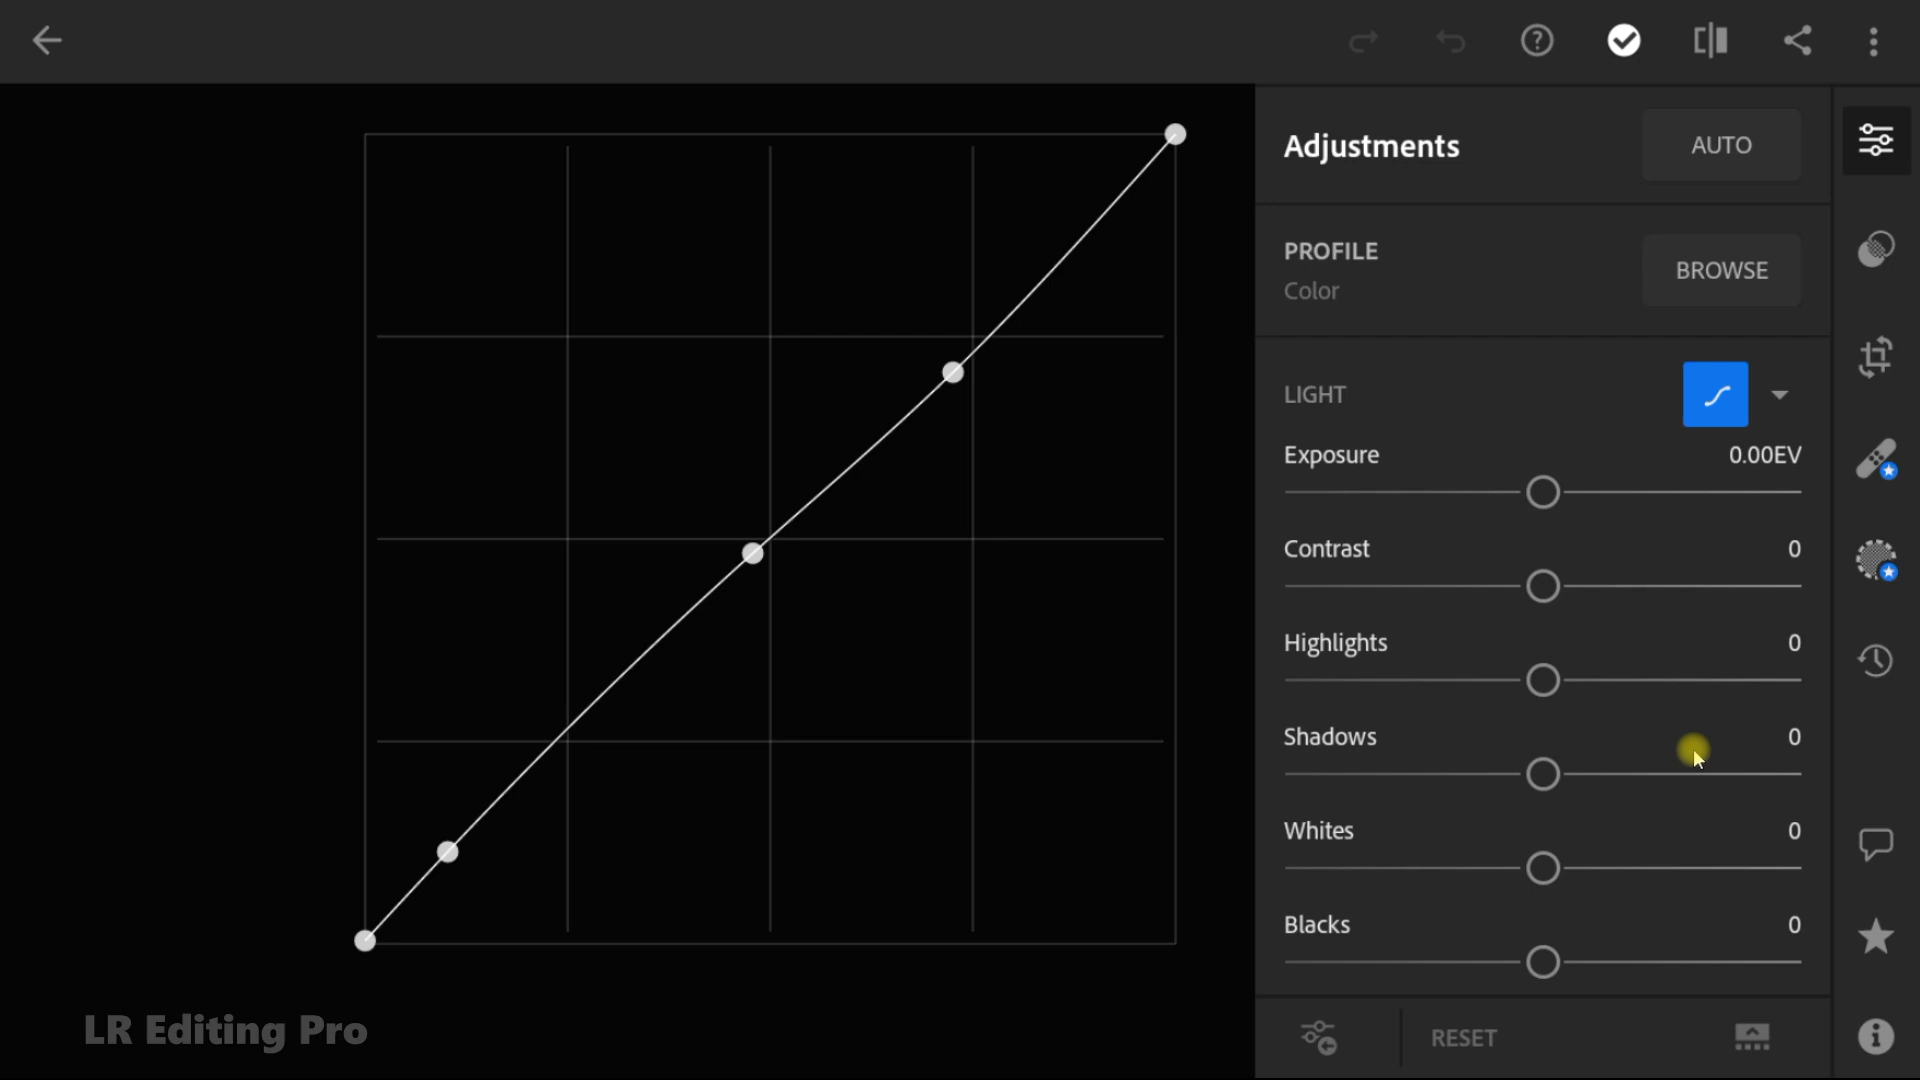 Adjustments
AUTO
PROFILE
Color
BROWSE
LIGHT
Exposure 0.00EV
Contrast 0
Highlights 0
Shadows 0
Whites 0
Blacks 0
LR Editing Pro
RESET